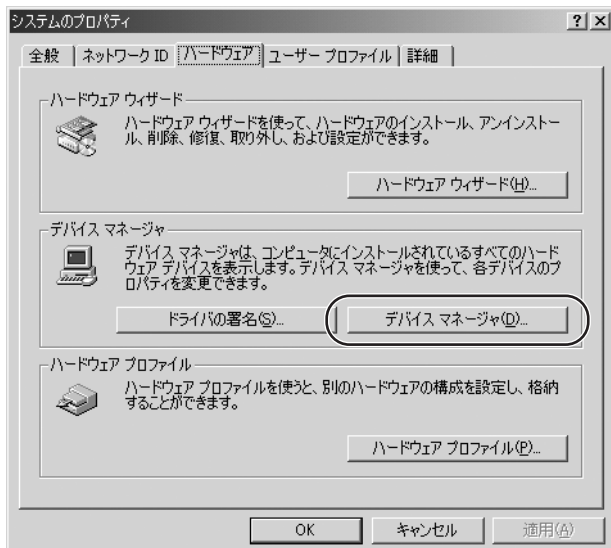 システムのプロパティ
全般 ネットワーク ID ハードウェア ユーザー プロファイル 詳細
ハードウェア ウィザード
ハードウェア ウィザードを使って、ハードウェアのインストール、アンインストー
ル、削除、修復、取り外し、および設定ができます。
ハードウェア ウィザード(H)...
デバイス マネージャ
デバイス マネージャは、コンピュータにインストールされているすべてのハード
ウェア デバイスを表示します。デバイス マネージャを使って、各デバイスのプ
ロパティを変更できます。
ドライバの署名(S)... デバイス マネージャ(D)...
ハードウェア プロファイル
ハードウェア プロファイルを使うと、別のハードウェアの構成を設定し、格納
することができます。
ハードウェア プロファイル(P)...
OK キャンセル 適用(A)